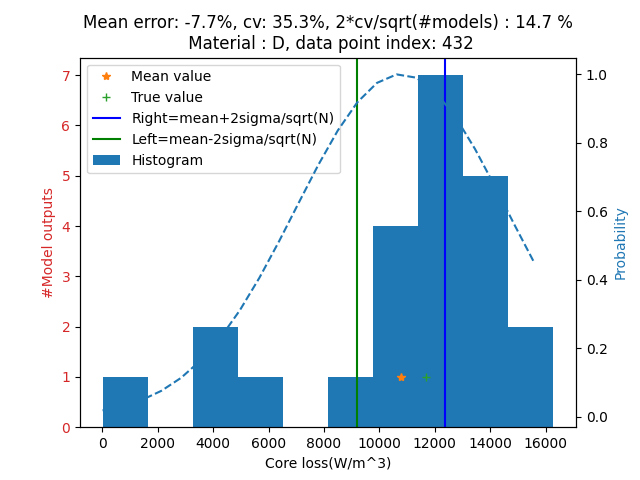 Mean error: -7.7%, cv: 35.3%, 2*cv/sqrt(#models) : 14.7 %
Material : D, data point index: 432
Mean value
True value
Right=mean+2sigma/sqrt(N)
Left=mean-2sigma/sqrt(N)
Histogram
#Model outputs
7
6
5
4
3
2
1
0
Probability
1.0
0.8
0.6
0.4
0.2
0.0
0 2000 4000 6000 8000 10000 12000 14000 16000
Core loss(W/m^3)